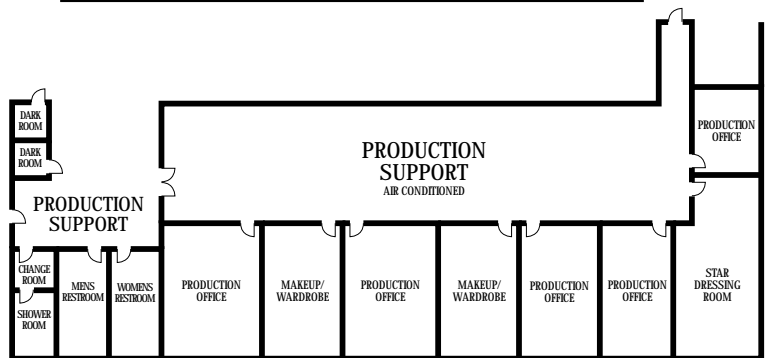 DARK
ROOM
DARK
ROOM
PRODUCTION
SUPPORT
PRODUCTION
SUPPORT
AIR CONDITIONED
PRODUCTION
OFFICE
CHANGE
ROOM
SHOWER
ROOM
MENS
RESTROOM
WOMENS
RESTROOM
PRODUCTION
OFFICE
MAKEUP/
WARDROBE
PRODUCTION
OFFICE
MAKEUP/
WARDROBE
PRODUCTION
OFFICE
PRODUCTION
OFFICE
STAR
DRESSING
ROOM